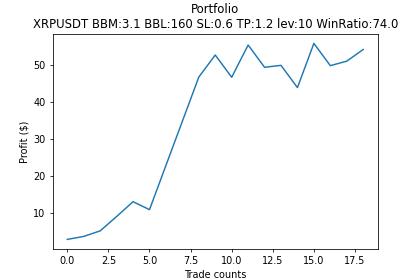 Portfolio
XRPUSDT BBM:3.1 BBL:160 SL:0.6 TP:1.2 lev:10 WinRatio:74.0
50
40
30
20
10
Profit ($)
0.0 2.5 5.0 7.5 10.0 12.5 15.0 17.5
Trade counts